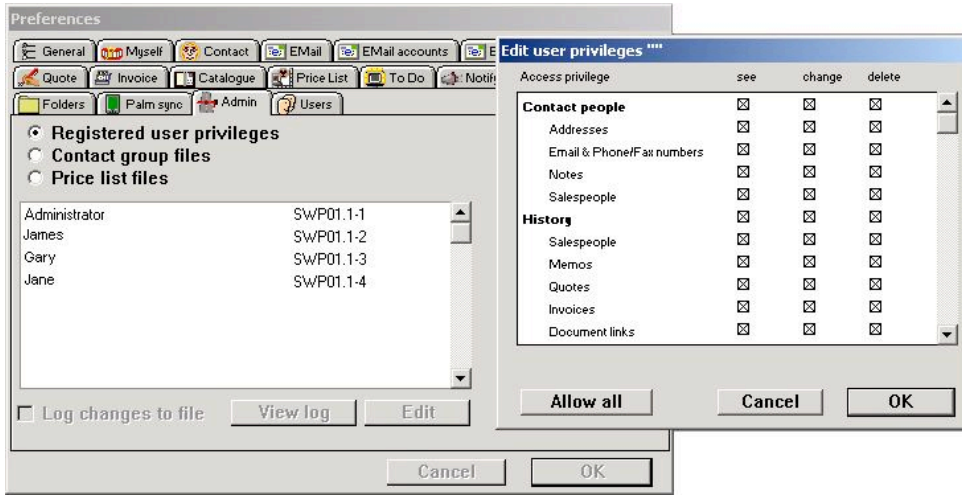 Preferences
General Myself Contact EMail EMail accounts E
Quote Invoice Catalogue Price List To Do Notif
Folders Palm sync Admin Users
Registered user privileges
Contact group files
Price list files
Administrator SWP01.1-1
James SWP01.1-2
Gary SWP01.1-3
Jane SWP01.1-4
Log changes to file View log Edit
Cancel OK
Edit user privileges ""
Access privilege see change delete
Contact people
Addresses
Email & Phone/Fax numbers
Notes
Salespeople
History
Salespeople
Memos
Quotes
Invoices
Document links
Allow all Cancel OK